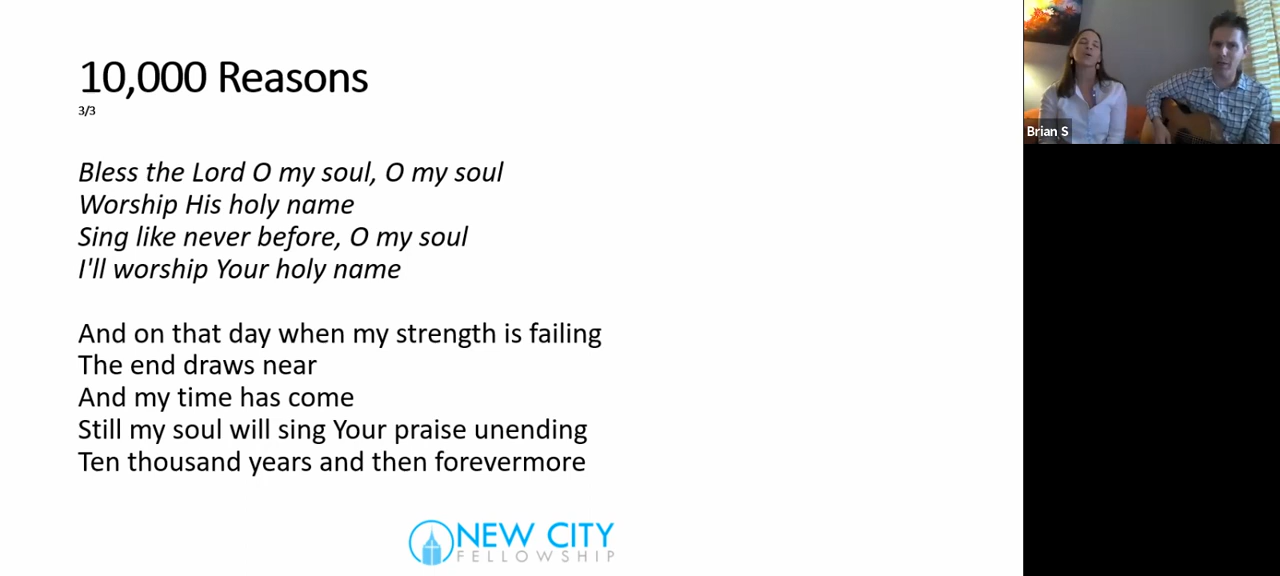 10,000 Reasons
3/3
Bless the Lord O my soul, O my soul
Worship His holy name
Sing like never before, O my soul
I'll worship Your holy name
And on that day when my strength is failing
The end draws near
And my time has come
Still my soul will sing Your praise unending
Ten thousand years and then forevermore
NEW CITY
FELLOWSHIP
Brian S